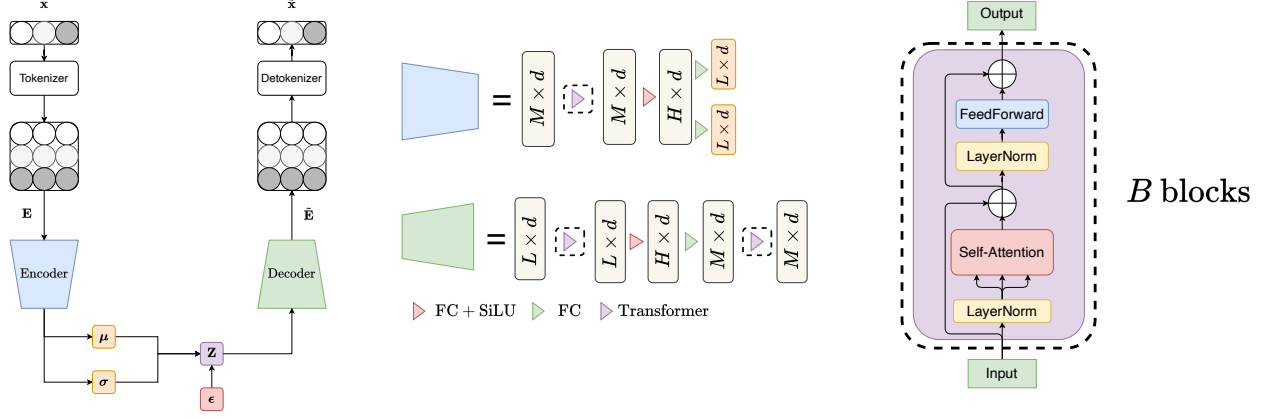 x
x̃
Tokenizer
Detokenizer
E
Ẽ
Encoder
Decoder
μ
σ
Z
ϵ
=
M × d
M × d
H × d
L × d
L × d
=
L × d
L × d
H × d
M × d
M × d
FC + SiLU
FC
Transformer
Output
FeedForward
LayerNorm
Self-Attention
LayerNorm
Input
B blocks